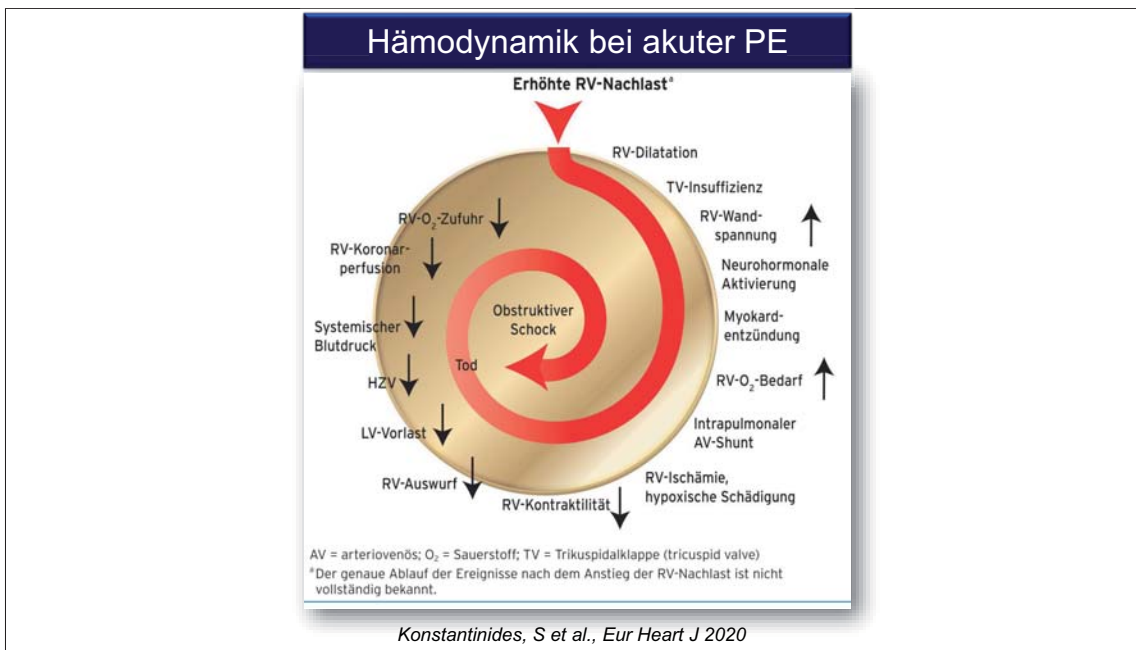 Hämodynamik bei akuter PE
Erhöhte RV-Nachlastª
RV-Dilatation
TV-Insuffizienz
RV-Wand-
spannung
Neurohormonale
Aktivierung
Myokard-
entzündung
RV-O₂-Bedarf
Intrapulmonaler
AV-Shunt
RV-Ischämie,
hypoxische Schädigung
RV-Kontraktilität
RV-Auswurf
LV-Vorlast
HZV
Systemischer
Blutdruck
RV-Koronar-
perfusion
RV-O₂-Zufuhr
Obstruktiver
Schock
Tod
AV = arteriovenös; O₂ = Sauerstoff; TV = Trikuspidalklappe (tricuspid valve)
ªDer genaue Ablauf der Ereignisse nach dem Anstieg der RV-Nachlast ist nicht
vollständig bekannt.
Konstantinides, S et al., Eur Heart J 2020